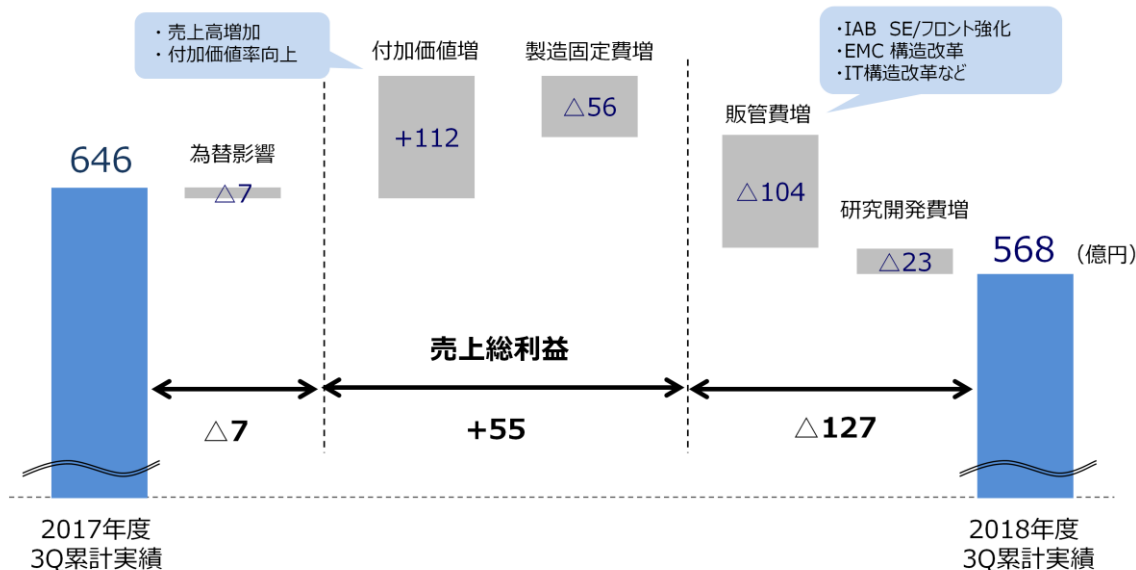 ・売上高増加
・付加価値率向上
付加価値増
製造固定費増
・IAB SE/フロント強化
・EMC 構造改革
・IT構造改革など
646
為替影響
△7
+112
△56
販管費増
△104
研究開発費増
△23
568
(億円)
売上総利益
△7
+55
△127
2017年度
3Q累計実績
2018年度
3Q累計実績